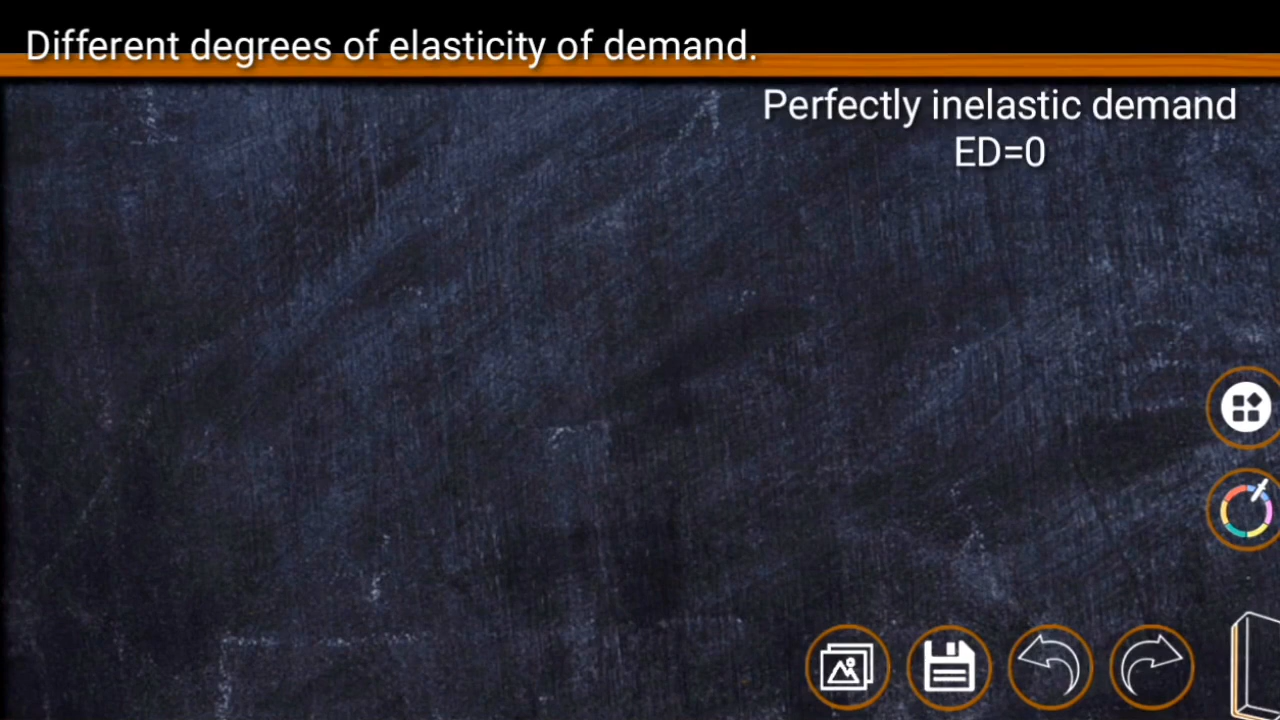 Different degrees of elasticity of demand.
Perfectly inelastic demand
ED=0